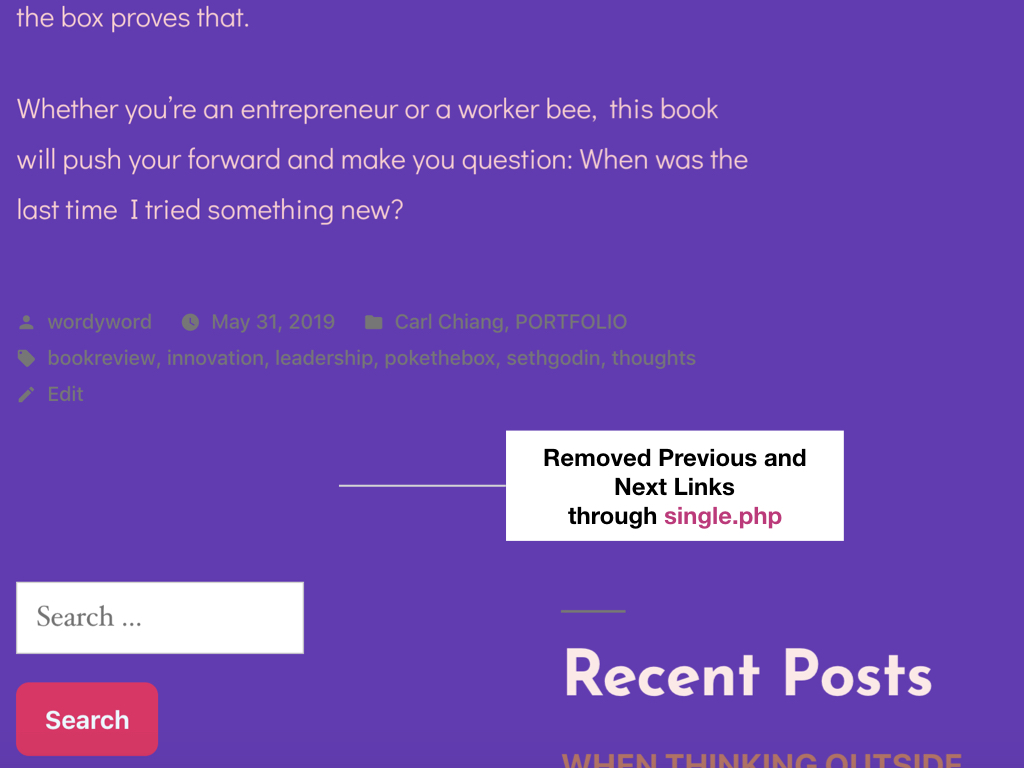 the box proves that.
Whether you’re an entrepreneur or a worker bee,  this book
will push your forward and make you question: When was the
last time  I tried something new?
wordyword May 31, 2019 Carl Chiang, PORTFOLIO
bookreview, innovation, leadership, pokethebox, sethgodin, thoughts
Edit
Removed Previous and
Next Links
through single.php
Search ...
Search
Recent Posts
WHEN THINKING OUTSIDE